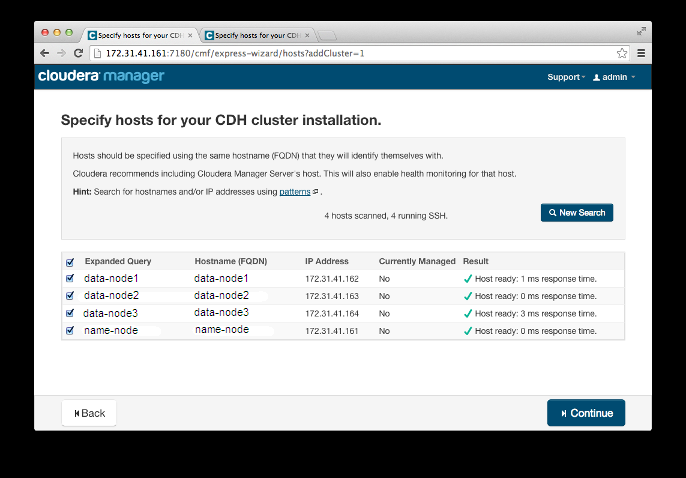 Specify hosts for your CDH
Specify hosts for your CDH
172.31.41.161:7180/cmf/express-wizard/hosts?addCluster=1
cloudera manager
Support
admin
Specify hosts for your CDH cluster installation.
Hosts should be specified using the same hostname (FQDN) that they will identify themselves with.
Cloudera recommends including Cloudera Manager Server's host. This will also enable health monitoring for that host.
Hint: Search for hostnames and/or IP addresses using patterns .
4 hosts scanned, 4 running SSH.
New Search
Expanded Query Hostname (FQDN) IP Address Currently Managed Result
data-node1 data-node1 172.31.41.162 No Host ready: 1 ms response time.
data-node2 data-node2 172.31.41.163 No Host ready: 0 ms response time.
data-node3 data-node3 172.31.41.164 No Host ready: 3 ms response time.
name-node name-node 172.31.41.161 No Host ready: 0 ms response time.
Back
Continue